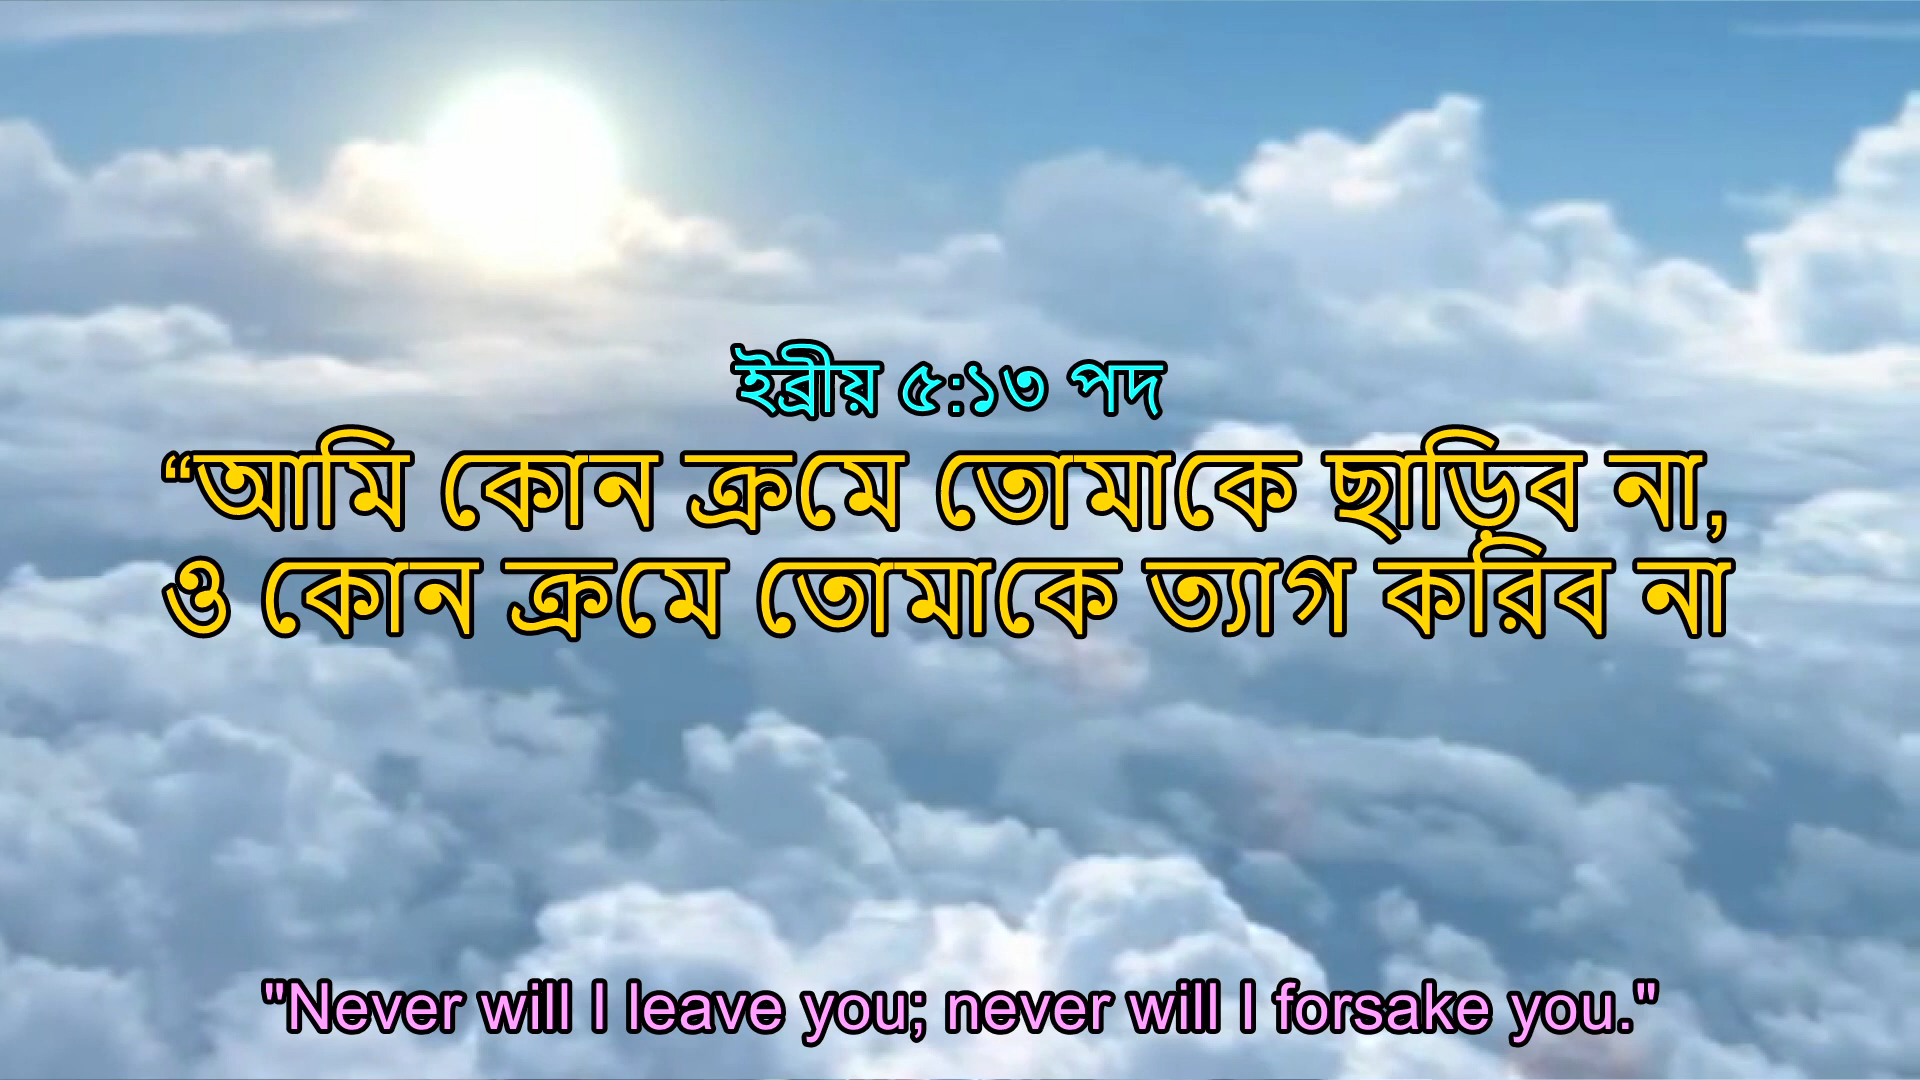 ইব্রীয় ৫:১৩ পদ
“আমি কোন ক্রমে তোমাকে ছাড়িব না,
ও কোন ক্রমে তোমাকে ত্যাগ করিব না
"Never will I leave you; never will I forsake you."